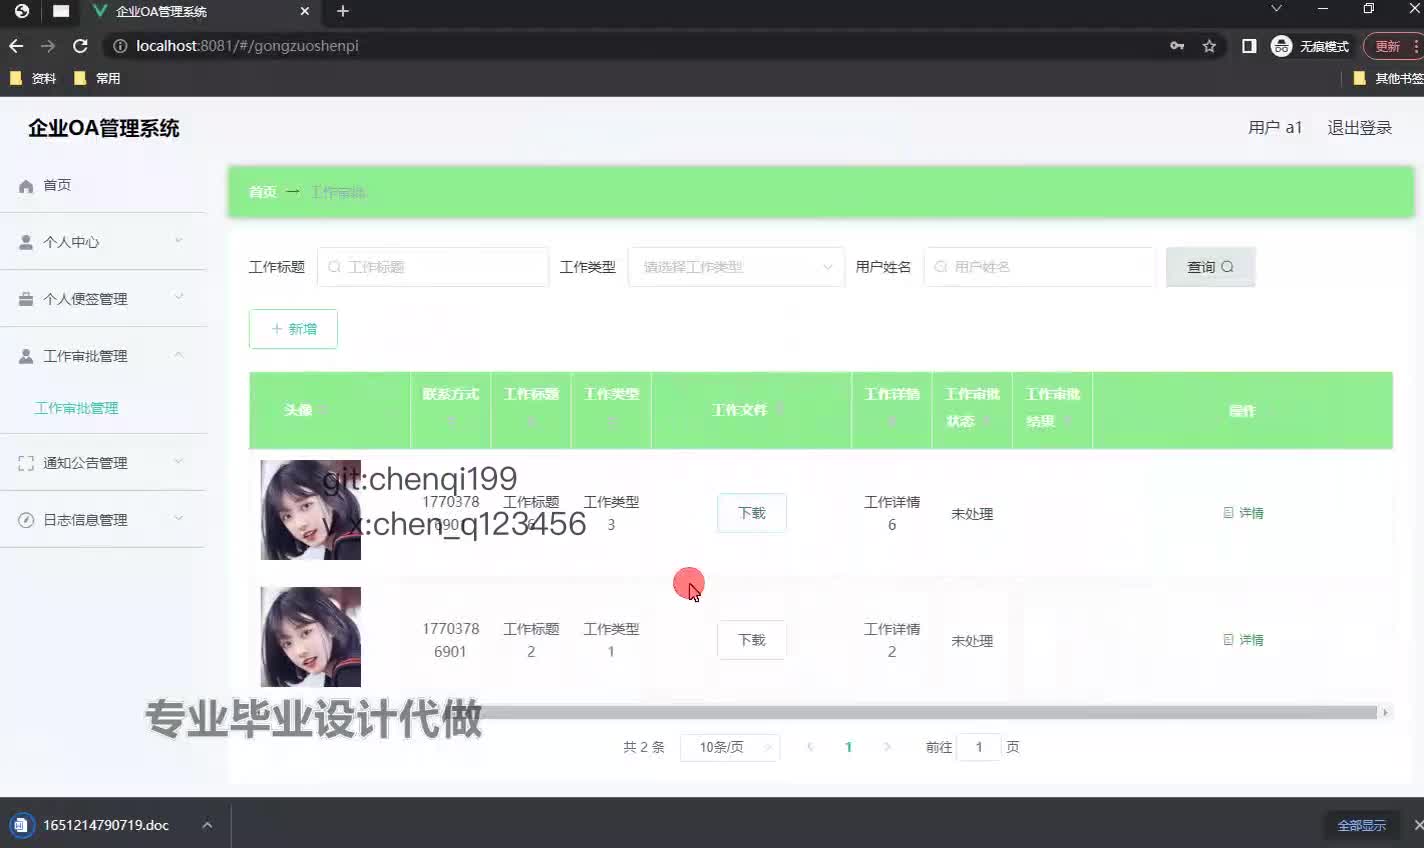 企业OA管理系统
localhost:8081/#/gongzuoshenpi
无痕模式
更新
资料
常用
其他书签
企业OA管理系统
用户 a1
退出登录
首页
个人中心
个人便签管理
工作审批管理
工作审批管理
通知公告管理
日志信息管理
首页 → 工作审批
工作标题 工作标题 工作类型 请选择工作类型 用户姓名 用户姓名 查询
+ 新增
头像 联系方式 工作标题 工作类型 工作文件 工作详情 工作审批状态 工作审批结果 操作
git:chenqi199
17703786901 工作标题6 工作类型3 下载 工作详情6 未处理 详情
vx:chen_q123456
17703786901 工作标题2 工作类型1 下载 工作详情2 未处理 详情
专业毕业设计代做
共 2 条 10条/页 1 前往 1 页
1651214790719.doc
全部显示